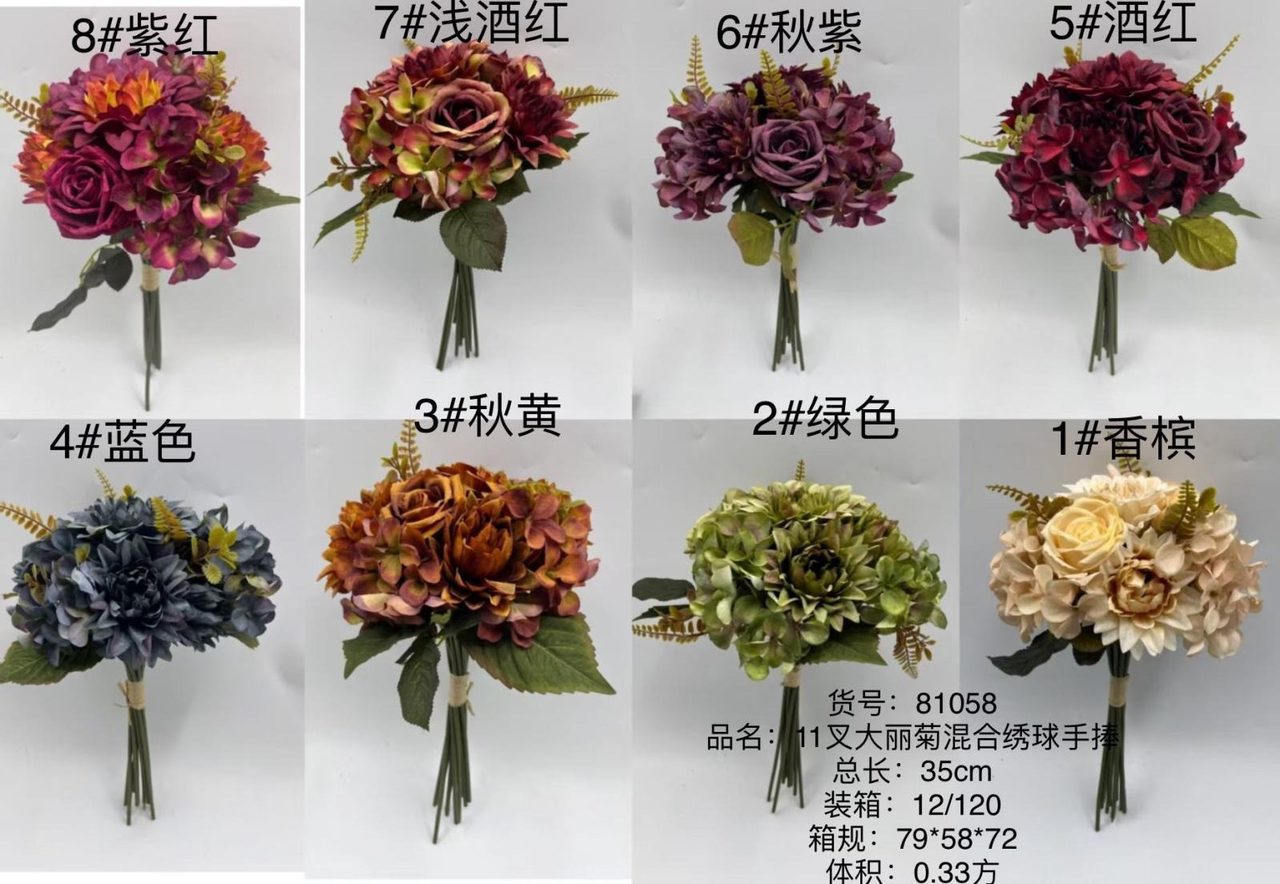 8#紫红
7#浅酒红
6#秋紫
5#酒红
4#蓝色
3#秋黄
2#绿色
1#香槟
货号：81058
品名：11叉大丽菊混合绣球手捧
总长：35cm
装箱：12/120
箱规：79*58*72
体积：0.33方